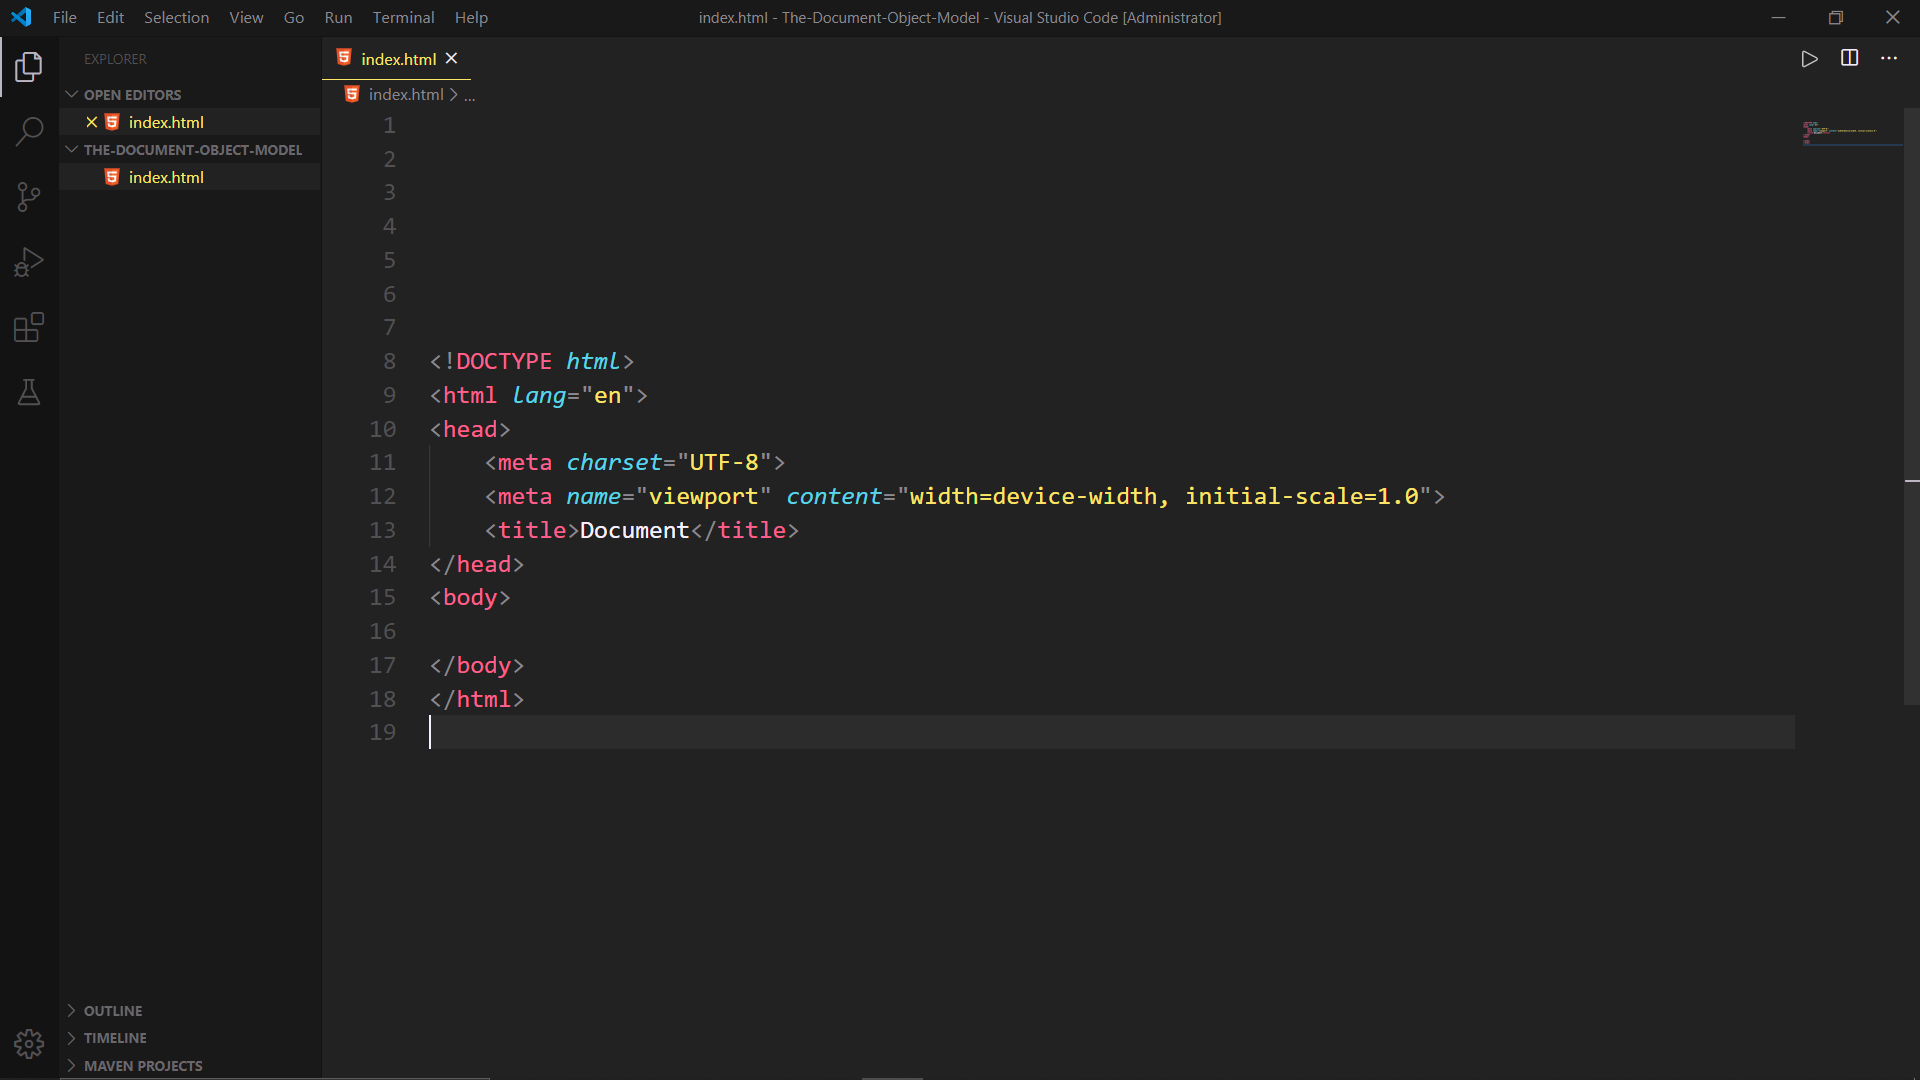 File Edit Selection View Go Run Terminal Help
index.html - The-Document-Object-Model - Visual Studio Code [Administrator]
EXPLORER
OPEN EDITORS
index.html
THE-DOCUMENT-OBJECT-MODEL
index.html
OUTLINE
TIMELINE
MAVEN PROJECTS
index.html
index.html > ...
1
2
3
4
5
6
7
8 <!DOCTYPE html>
9 <html lang="en">
10 <head>
11     <meta charset="UTF-8">
12     <meta name="viewport" content="width=device-width, initial-scale=1.0">
13     <title>Document</title>
14 </head>
15 <body>
16
17 </body>
18 </html>
19